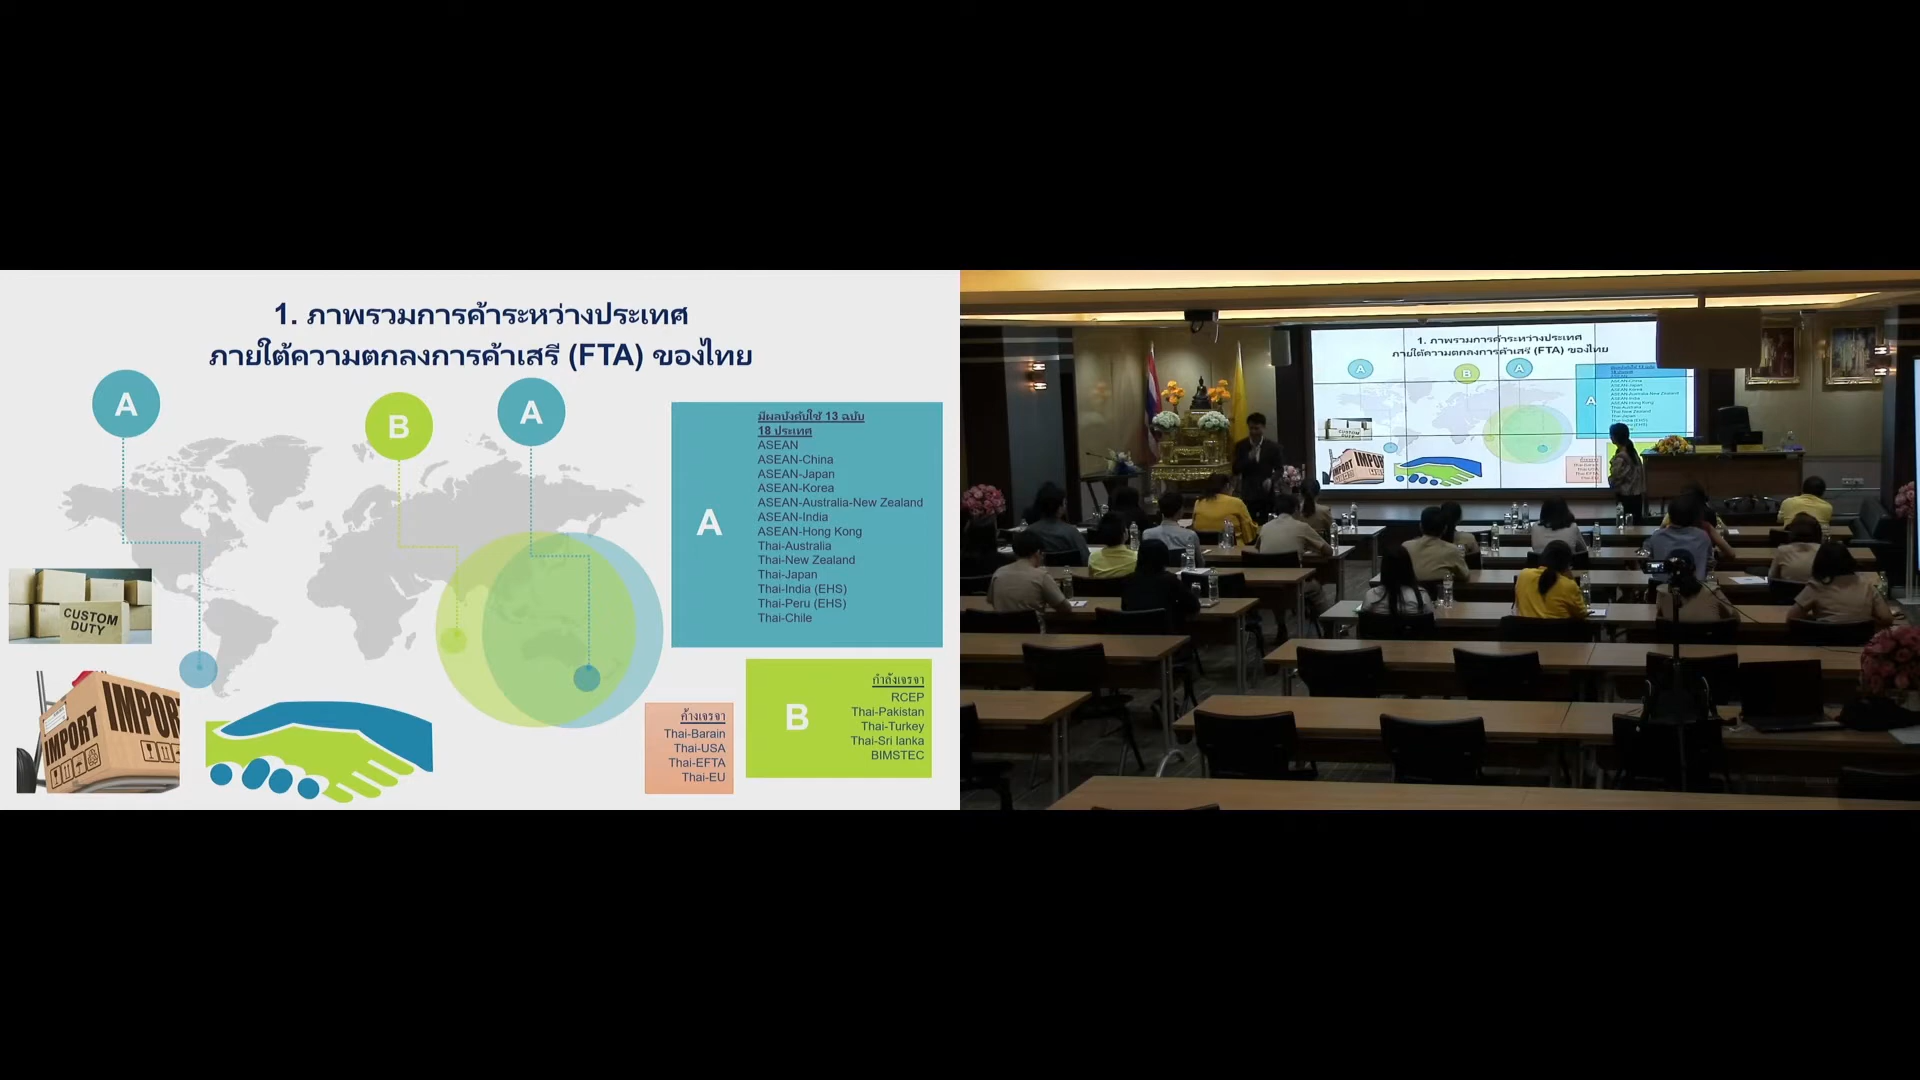 1. ภาพรวมการค้าระหว่างประเทศ
ภายใต้ความตกลงการค้าเสรี (FTA) ของไทย
A
B
A
CUSTOM
DUTY
IMPORT
IMPOR
A
มีผลบังคับใช้ 13 ฉบับ
18 ประเทศ
ASEAN
ASEAN-China
ASEAN-Japan
ASEAN-Korea
ASEAN-Australia-New Zealand
ASEAN-India
ASEAN-Hong Kong
Thai-Australia
Thai-New Zealand
Thai-Japan
Thai-India (EHS)
Thai-Peru (EHS)
Thai-Chile
ค้างเจรจา
Thai-Barain
Thai-USA
Thai-EFTA
Thai-EU
B
กำลังเจรจา
RCEP
Thai-Pakistan
Thai-Turkey
Thai-Sri lanka
BIMSTEC
1. ภาพรวมการค้าระหว่างประเทศ
ภายใต้ความตกลงการค้าเสรี (FTA) ของไทย
A
B
A
A
CUSTOM
IMPORT
IMPOR